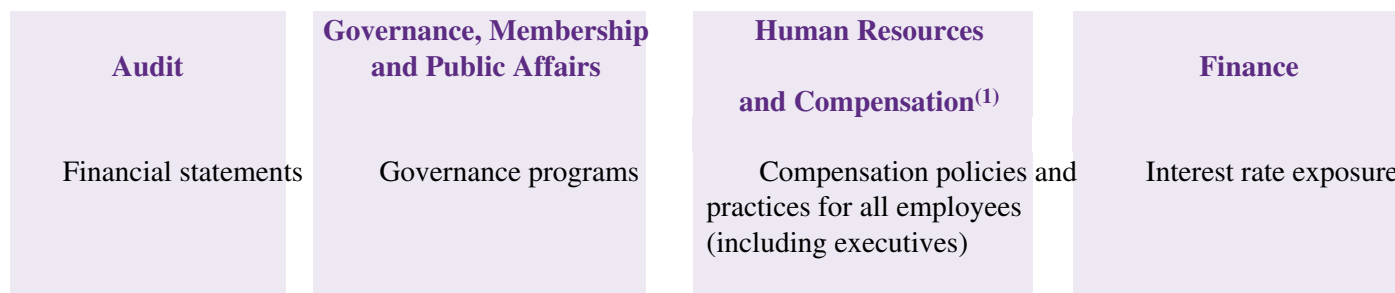 Audit
Financial statements
Governance, Membership
and Public Affairs
Governance programs
Human Resources
and Compensation(1)
Compensation policies and
practices for all employees
(including executives)
Finance
Interest rate exposure